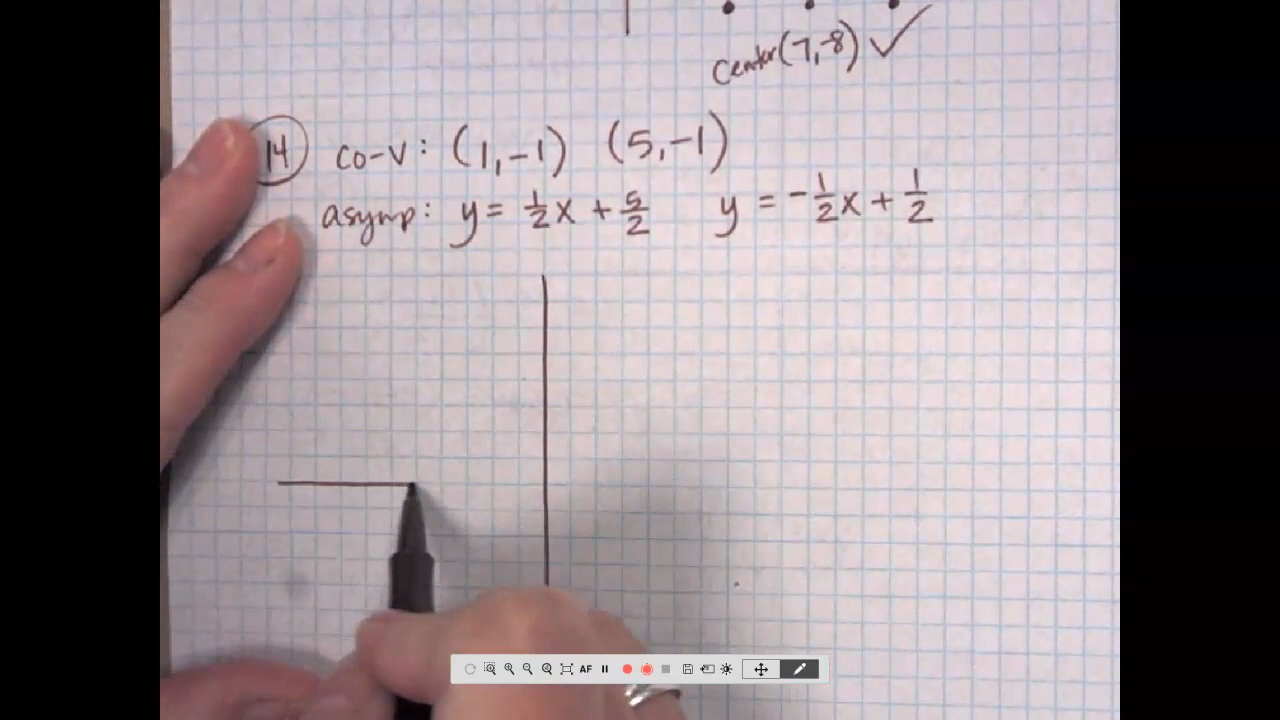 center (7,-8) ✓
14 co-v: (1,-1) (5,-1)
asymp: y = 1/2 x + 5/2 y = -1/2 x + 1/2
AF